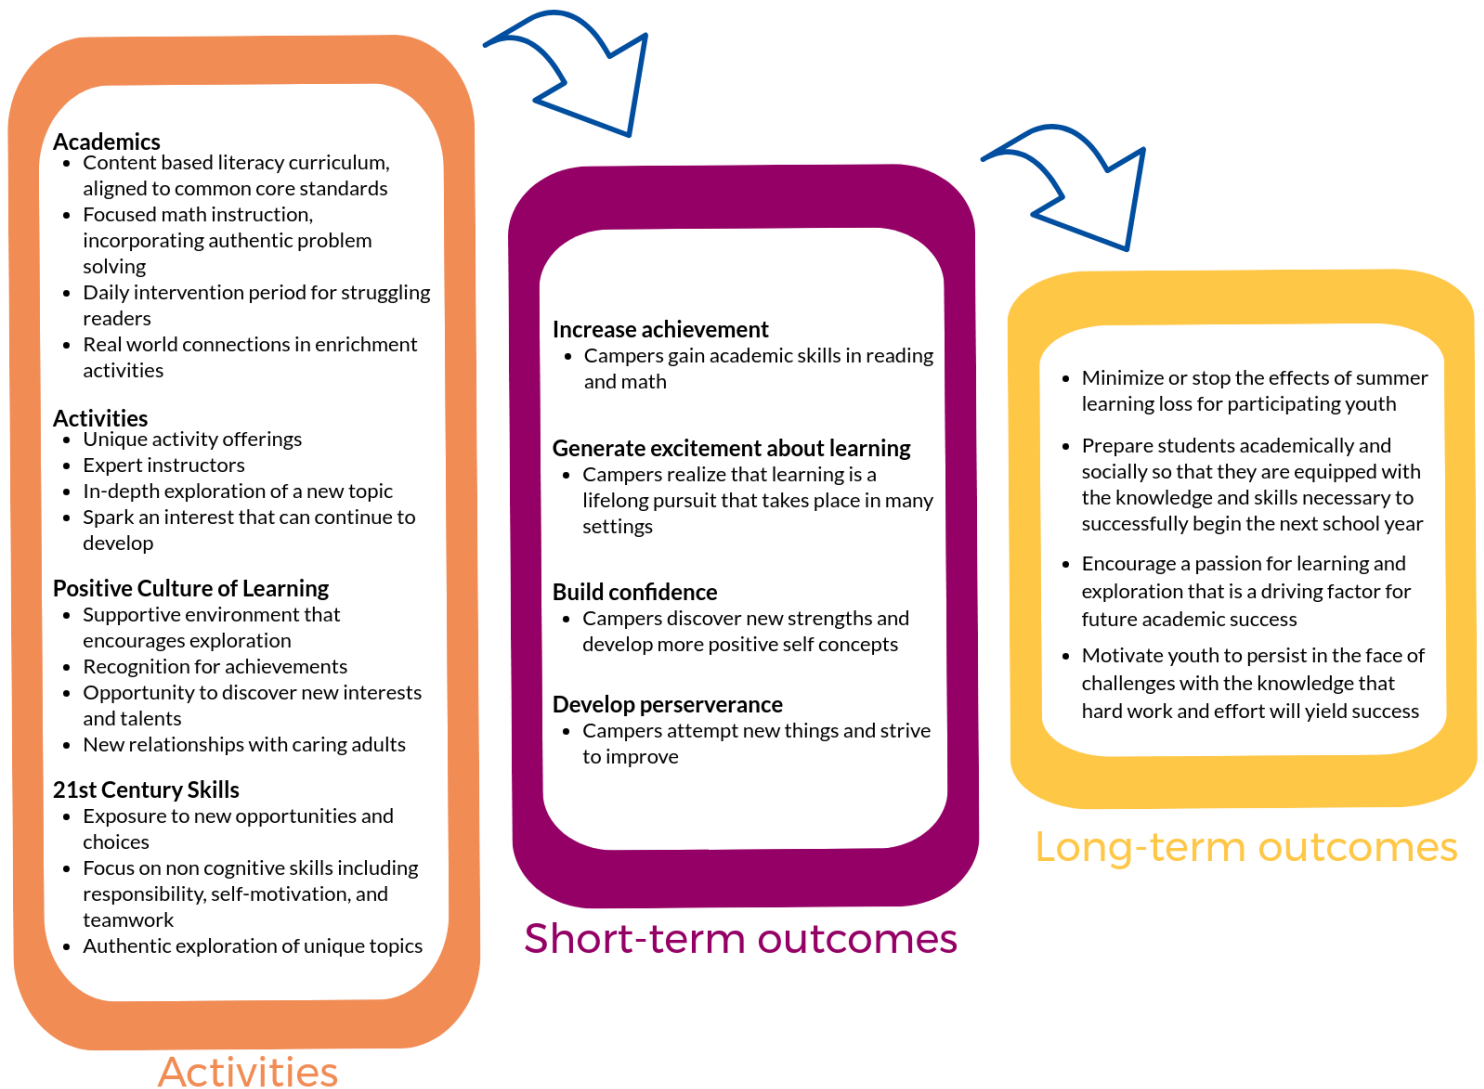 Academics
• Content based literacy curriculum,
aligned to common core standards
• Focused math instruction,
incorporating authentic problem
solving
• Daily intervention period for struggling
readers
• Real world connections in enrichment
activities
Activities
• Unique activity offerings
• Expert instructors
• In-depth exploration of a new topic
• Spark an interest that can continue to
develop
Positive Culture of Learning
• Supportive environment that
encourages exploration
• Recognition for achievements
• Opportunity to discover new interests
and talents
• New relationships with caring adults
21st Century Skills
• Exposure to new opportunities and
choices
• Focus on non cognitive skills including
responsibility, self-motivation, and
teamwork
• Authentic exploration of unique topics
Activities
Increase achievement
• Campers gain academic skills in reading
and math
Generate excitement about learning
• Campers realize that learning is a
lifelong pursuit that takes place in many
settings
Build confidence
• Campers discover new strengths and
develop more positive self concepts
Develop perserverance
• Campers attempt new things and strive
to improve
Short-term outcomes
• Minimize or stop the effects of summer
learning loss for participating youth
• Prepare students academically and
socially so that they are equipped with
the knowledge and skills necessary to
successfully begin the next school year
• Encourage a passion for learning and
exploration that is a driving factor for
future academic success
• Motivate youth to persist in the face of
challenges with the knowledge that
hard work and effort will yield success
Long-term outcomes